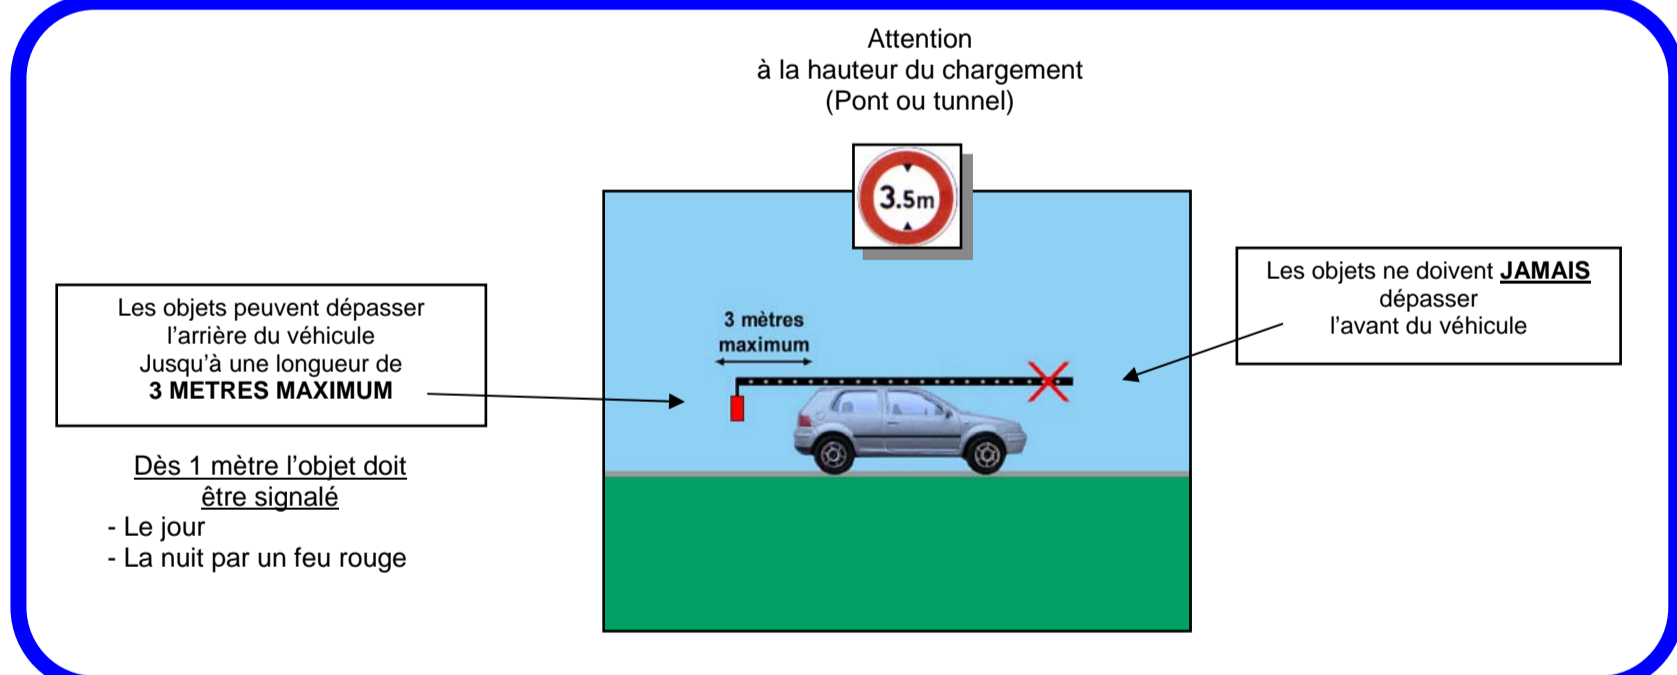 Attention
à la hauteur du chargement
(Pont ou tunnel)
3.5m
Les objets peuvent dépasser
l'arrière du véhicule
Jusqu'à une longueur de
3 METRES MAXIMUM
Dès 1 mètre l'objet doit
être signalé
- Le jour
- La nuit par un feu rouge
3 mètres
maximum
Les objets ne doivent JAMAIS
dépasser
l'avant du véhicule